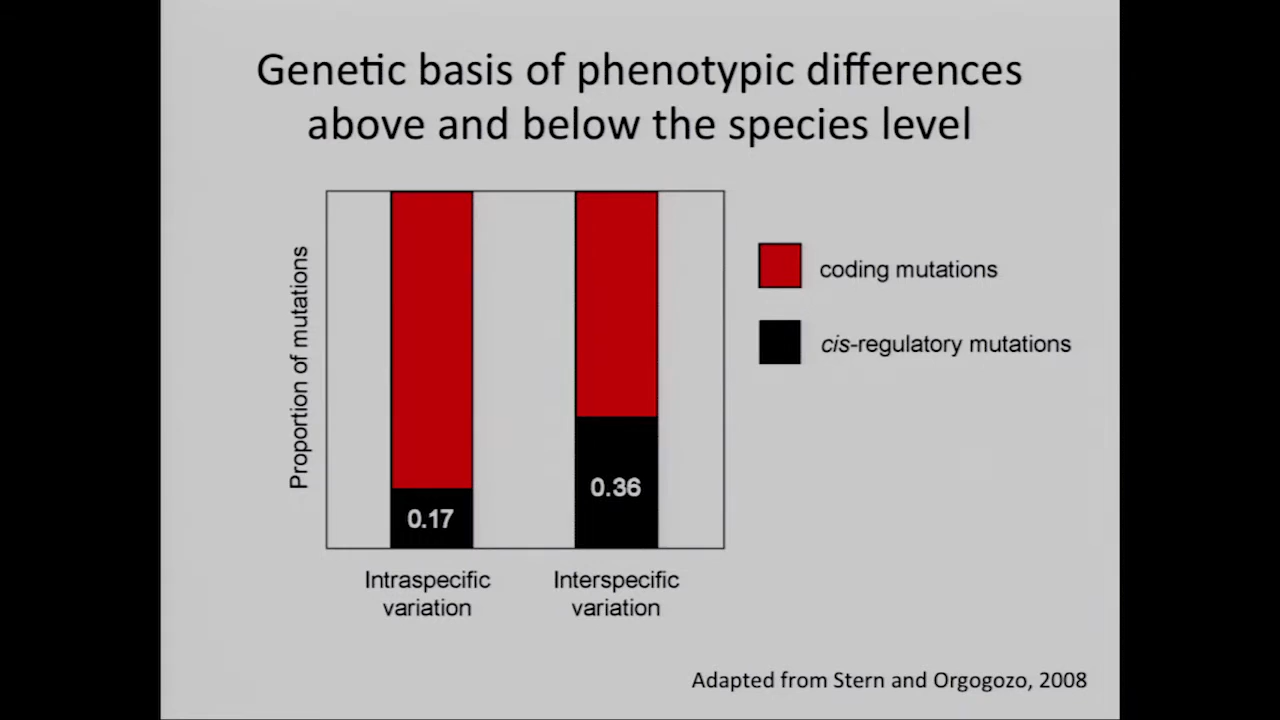 Genetic basis of phenotypic differences
above and below the species level
Proportion of mutations
0.17
0.36
Intraspecific
variation
Interspecific
variation
coding mutations
cis-regulatory mutations
Adapted from Stern and Orgogozo, 2008